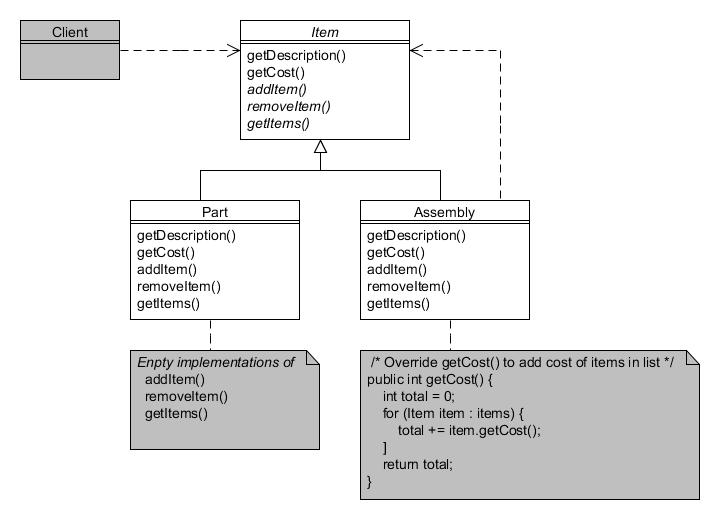 Client
Item
getDescription()
getCost()
addItem()
removeItem()
getItems()
Part
getDescription()
getCost()
addItem()
removeItem()
getItems()
Assembly
getDescription()
getCost()
addItem()
removeItem()
getItems()
Enpty implementations of
addItem()
removeItem()
getItems()
/* Override getCost() to add cost of items in list */
public int getCost() {
int total = 0;
for (Item item : items) {
total += item.getCost();
]
return total;
}